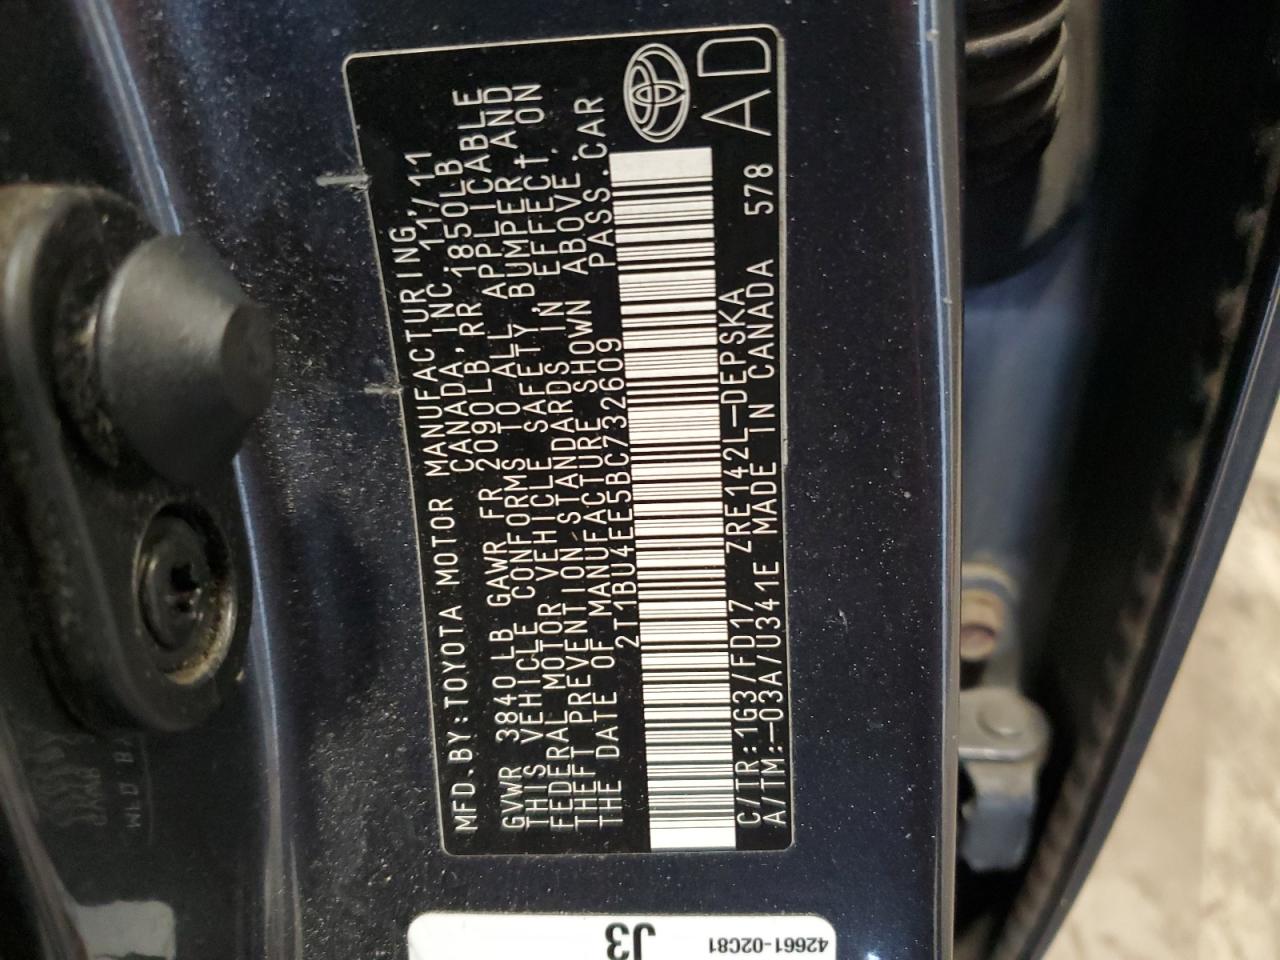 MFD. BY: TOYOTA MOTOR MANUFACTURING,
CANADA, INC. 11/11
GVWR 3840LB GAWR FR 2090LB, RR 1850LB
THIS VEHICLE CONFORMS TO ALL APPLICABLE
FEDERAL MOTOR VEHICLE SAFETY, BUMPER, AND
THEFT PREVENTION STANDARDS IN EFFECT ON
THE DATE OF MANUFACTURE SHOWN ABOVE.
2T1BU4EE5BC732609 PASS. CAR
C/TR: 1G3/FD17 ZRE142L-DEPSKA
A/TM: -03A/U341E MADE IN CANADA 578
AD
J3
42661-02C81